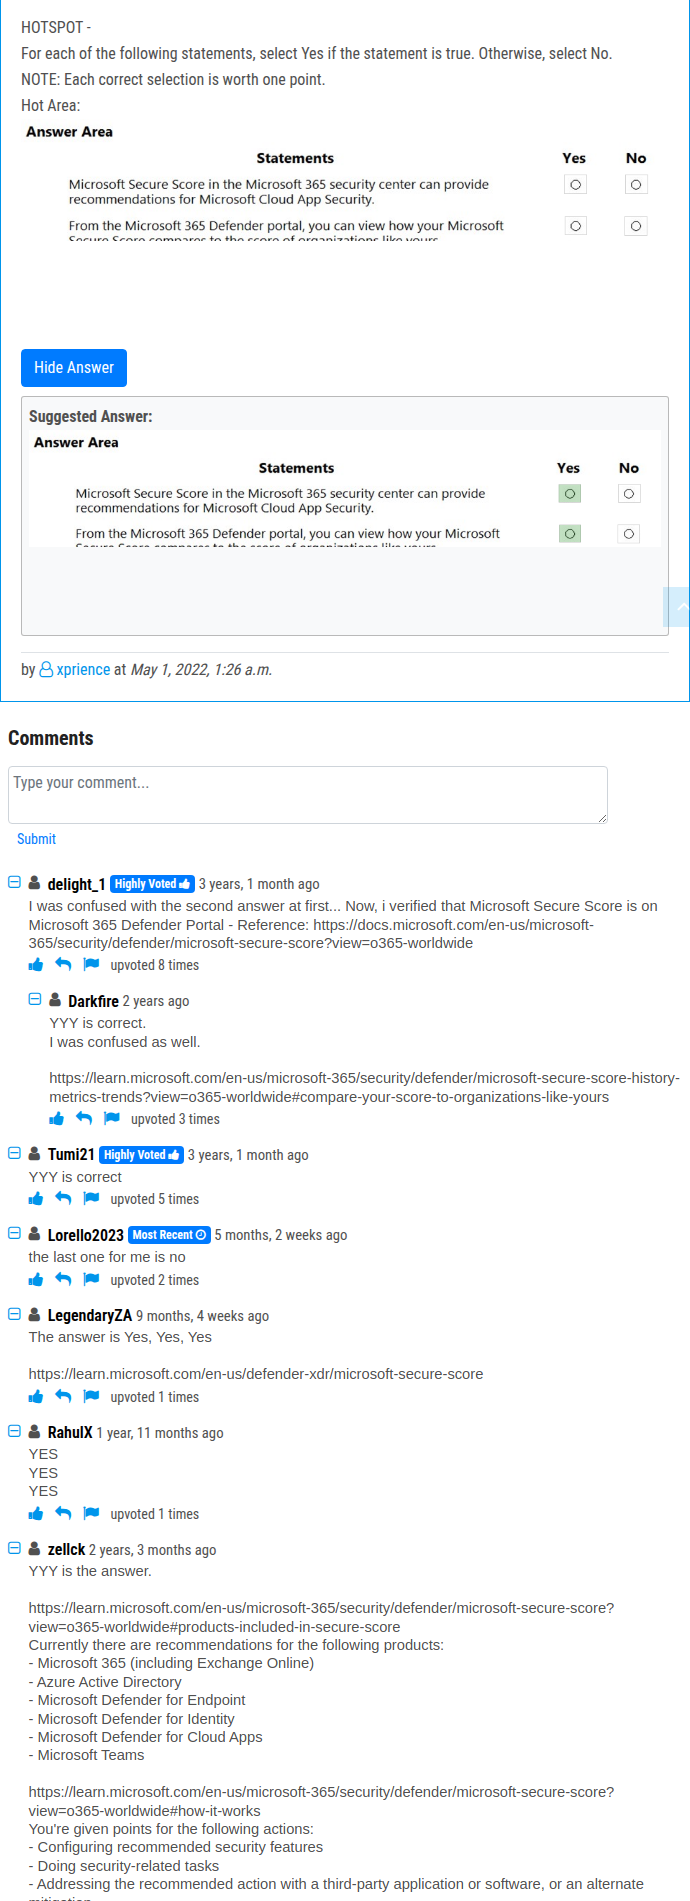 HOTSPOT -
For each of the following statements, select Yes if the statement is true. Otherwise, select No.
NOTE: Each correct selection is worth one point.
Hot Area:
Answer Area
Statements Yes No
Microsoft Secure Score in the Microsoft 365 security center can provide
recommendations for Microsoft Cloud App Security.
From the Microsoft 365 Defender portal, you can view how your Microsoft
Secure Score compares to the score of organizations like yours.
Hide Answer
Suggested Answer:
Answer Area
Statements Yes No
Microsoft Secure Score in the Microsoft 365 security center can provide
recommendations for Microsoft Cloud App Security.
From the Microsoft 365 Defender portal, you can view how your Microsoft
Secure Score compares to the score of organizations like yours
by xprience at May 1, 2022, 1:26 a.m.
Comments
Type your comment...
Submit
delight_1 Highly Voted 3 years, 1 month ago
I was confused with the second answer at first... Now, i verified that Microsoft Secure Score is on
Microsoft 365 Defender Portal - Reference: https://docs.microsoft.com/en-us/microsoft-
365/security/defender/microsoft-secure-score?view=o365-worldwide
upvoted 8 times
Darkfire 2 years ago
YYY is correct.
I was confused as well.
https://learn.microsoft.com/en-us/microsoft-365/security/defender/microsoft-secure-score-history-
metrics-trends?view=o365-worldwide#compare-your-score-to-organizations-like-yours
upvoted 3 times
Tumi21 Highly Voted 3 years, 1 month ago
YYY is correct
upvoted 5 times
Lorello2023 Most Recent 5 months, 2 weeks ago
the last one for me is no
upvoted 2 times
LegendaryZA 9 months, 4 weeks ago
The answer is Yes, Yes, Yes
https://learn.microsoft.com/en-us/defender-xdr/microsoft-secure-score
upvoted 1 times
RahulX 1 year, 11 months ago
YES
YES
YES
upvoted 1 times
zellck 2 years, 3 months ago
YYY is the answer.
https://learn.microsoft.com/en-us/microsoft-365/security/defender/microsoft-secure-score?
view=o365-worldwide#products-included-in-secure-score
Currently there are recommendations for the following products:
- Microsoft 365 (including Exchange Online)
- Azure Active Directory
- Microsoft Defender for Endpoint
- Microsoft Defender for Identity
- Microsoft Defender for Cloud Apps
- Microsoft Teams
https://learn.microsoft.com/en-us/microsoft-365/security/defender/microsoft-secure-score?
view=o365-worldwide#how-it-works
You're given points for the following actions:
- Configuring recommended security features
- Doing security-related tasks
- Addressing the recommended action with a third-party application or software, or an alternate